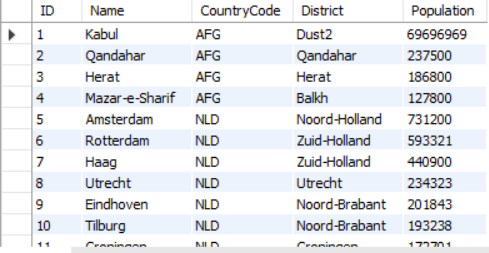 ID Name CountryCode District Population
1 Kabul AFG Dust2 69696969
2 Qandahar AFG Qandahar 237500
3 Herat AFG Herat 186800
4 Mazar-e-Sharif AFG Balkh 127800
5 Amsterdam NLD Noord-Holland 731200
6 Rotterdam NLD Zuid-Holland 593321
7 Haag NLD Zuid-Holland 440900
8 Utrecht NLD Utrecht 234323
9 Eindhoven NLD Noord-Brabant 201843
10 Tilburg NLD Noord-Brabant 193238
11 Groningen NLD Groningen 172701